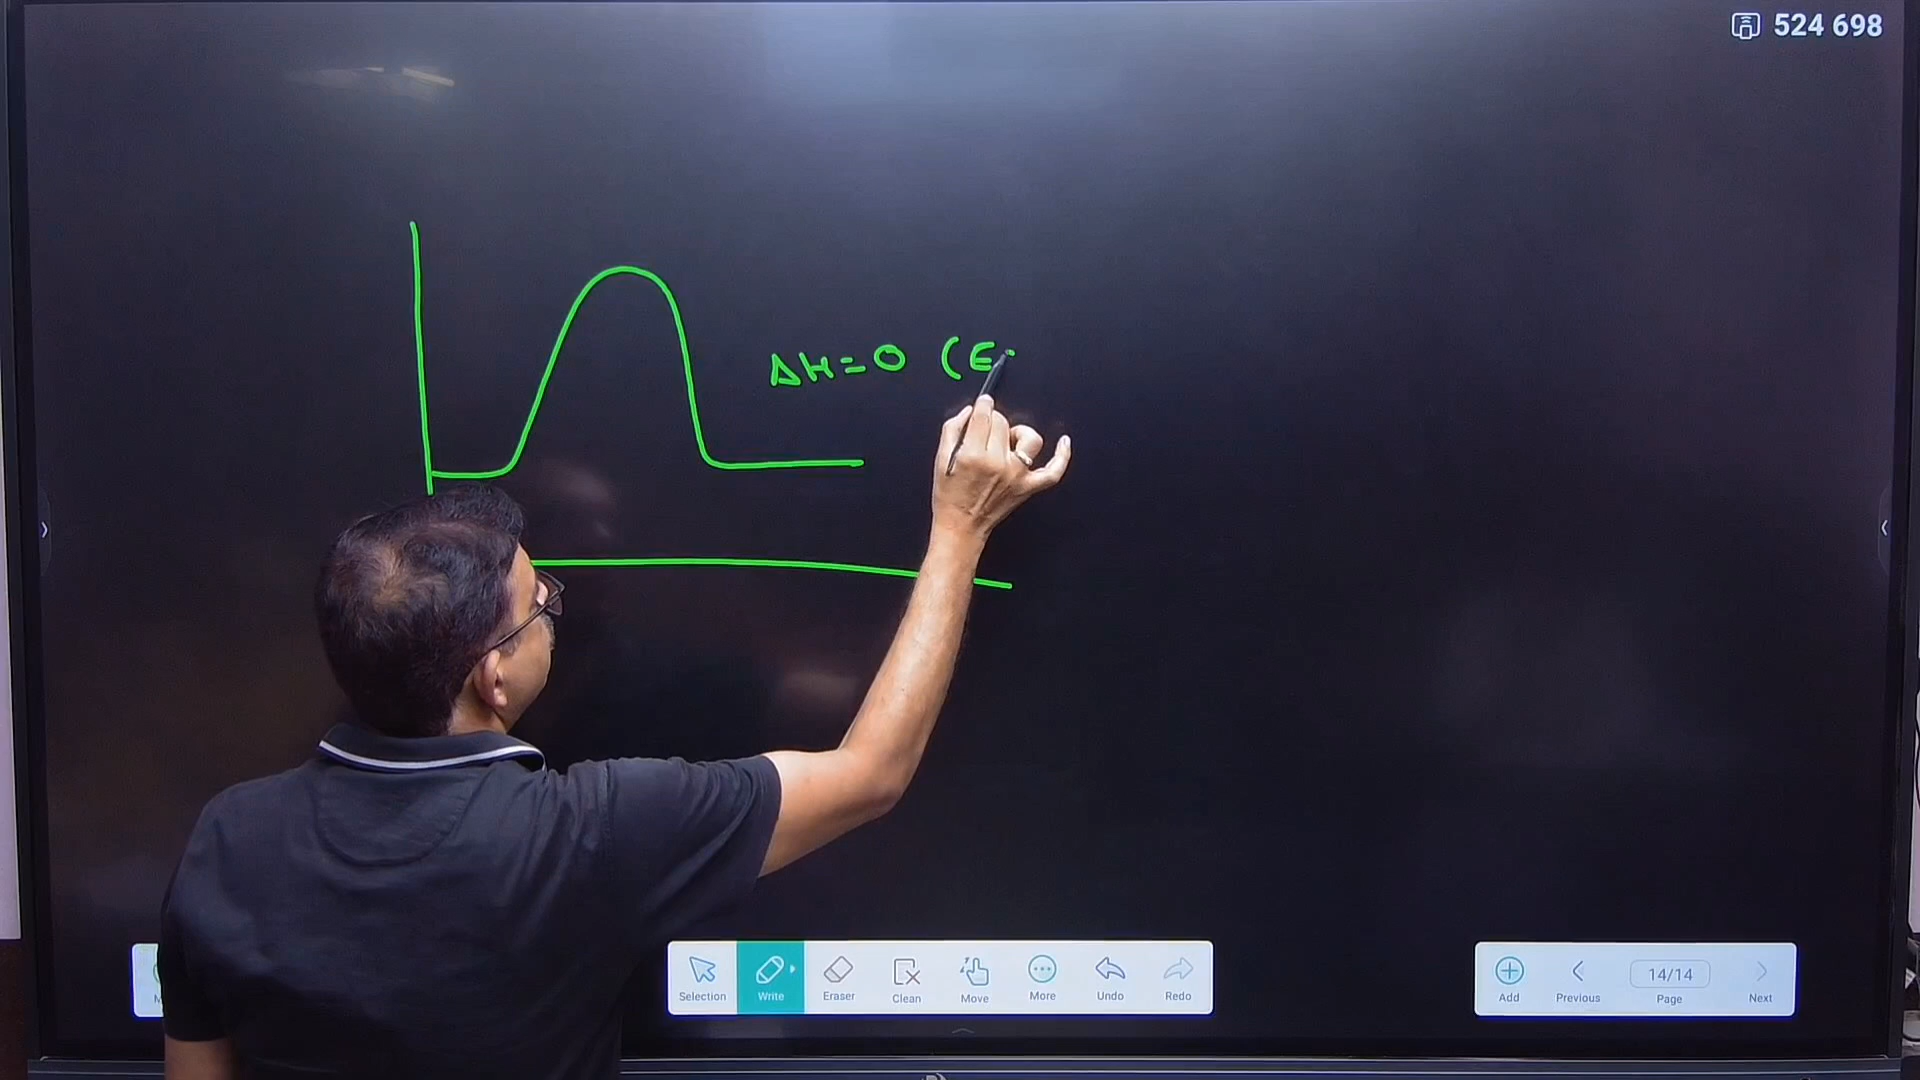 524 698
ΔH=0 (E
Selection
Write
Eraser
Clean
Move
More
Undo
Redo
Add
Previous
14/14
Page
Next